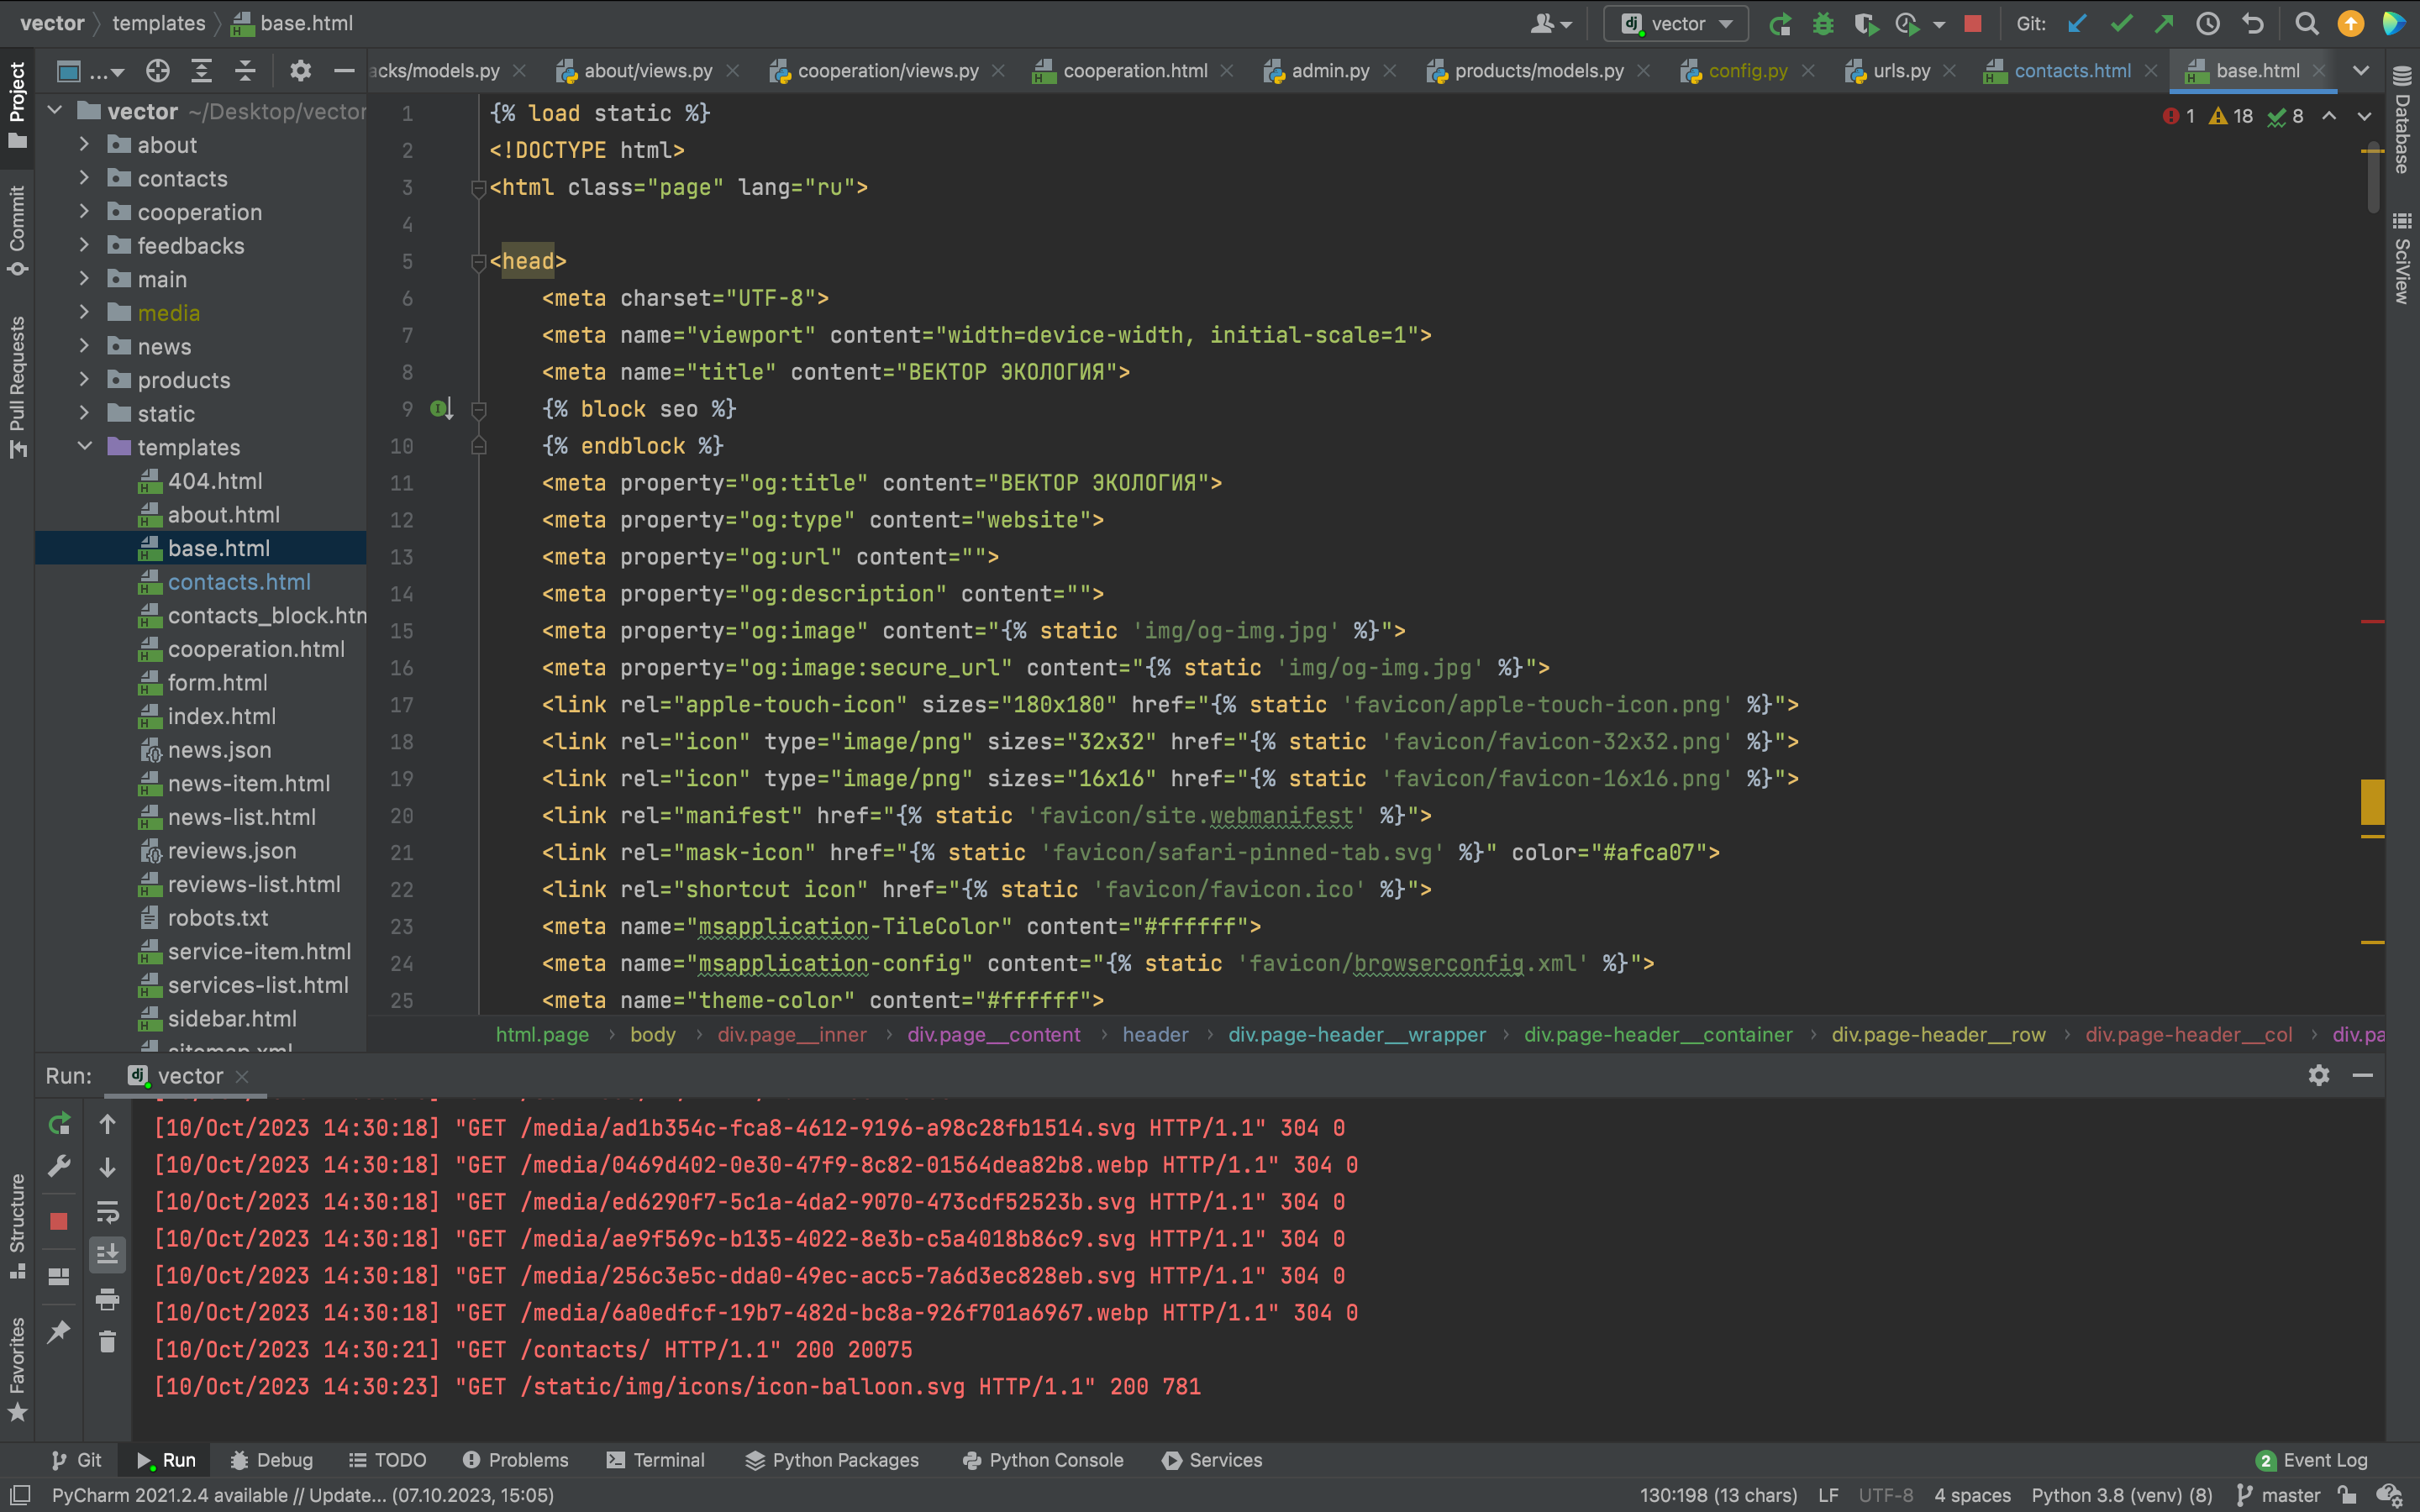 vector templates base.html
vector
Git:
acks/models.py about/views.py cooperation/views.py cooperation.html admin.py products/models.py config.py urls.py contacts.html base.html
Project
Commit
Pull Requests
Structure
Favorites
Database
SciView
vector ~/Desktop/vector
about
contacts
cooperation
feedbacks
main
media
news
products
static
templates
404.html
about.html
base.html
contacts.html
contacts_block.htm
cooperation.html
form.html
index.html
news.json
news-item.html
news-list.html
reviews.json
reviews-list.html
robots.txt
service-item.html
services-list.html
sidebar.html
sitemap.xml
1 18 8
1 {% load static %}
2 <!DOCTYPE html>
3 <html class="page" lang="ru">
4
5 <head>
6 <meta charset="UTF-8">
7 <meta name="viewport" content="width=device-width, initial-scale=1">
8 <meta name="title" content="ВЕКТОР ЭКОЛОГИЯ">
9 {% block seo %}
10 {% endblock %}
11 <meta property="og:title" content="ВЕКТОР ЭКОЛОГИЯ">
12 <meta property="og:type" content="website">
13 <meta property="og:url" content="">
14 <meta property="og:description" content="">
15 <meta property="og:image" content="{% static 'img/og-img.jpg' %}">
16 <meta property="og:image:secure_url" content="{% static 'img/og-img.jpg' %}">
17 <link rel="apple-touch-icon" sizes="180x180" href="{% static 'favicon/apple-touch-icon.png' %}">
18 <link rel="icon" type="image/png" sizes="32x32" href="{% static 'favicon/favicon-32x32.png' %}">
19 <link rel="icon" type="image/png" sizes="16x16" href="{% static 'favicon/favicon-16x16.png' %}">
20 <link rel="manifest" href="{% static 'favicon/site.webmanifest' %}">
21 <link rel="mask-icon" href="{% static 'favicon/safari-pinned-tab.svg' %}" color="#afca07">
22 <link rel="shortcut icon" href="{% static 'favicon/favicon.ico' %}">
23 <meta name="msapplication-TileColor" content="#ffffff">
24 <meta name="msapplication-config" content="{% static 'favicon/browserconfig.xml' %}">
25 <meta name="theme-color" content="#ffffff">
html.page body div.page__inner div.page__content header div.page-header__wrapper div.page-header__container div.page-header__row div.page-header__col div.pa
Run: vector
[10/Oct/2023 14:30:18] "GET /media/ad1b354c-fca8-4612-9196-a98c28fb1514.svg HTTP/1.1" 304 0
[10/Oct/2023 14:30:18] "GET /media/0469d402-0e30-47f9-8c82-01564dea82b8.webp HTTP/1.1" 304 0
[10/Oct/2023 14:30:18] "GET /media/ed6290f7-5c1a-4da2-9070-473cdf52523b.svg HTTP/1.1" 304 0
[10/Oct/2023 14:30:18] "GET /media/ae9f569c-b135-4022-8e3b-c5a4018b86c9.svg HTTP/1.1" 304 0
[10/Oct/2023 14:30:18] "GET /media/256c3e5c-dda0-49ec-acc5-7a6d3ec828eb.svg HTTP/1.1" 304 0
[10/Oct/2023 14:30:18] "GET /media/6a0edfcf-19b7-482d-bc8a-926f701a6967.webp HTTP/1.1" 304 0
[10/Oct/2023 14:30:21] "GET /contacts/ HTTP/1.1" 200 20075
[10/Oct/2023 14:30:23] "GET /static/img/icons/icon-balloon.svg HTTP/1.1" 200 781
Git Run Debug TODO Problems Terminal Python Packages Python Console Services 2 Event Log
PyCharm 2021.2.4 available // Update... (07.10.2023, 15:05) 130:198 (13 chars) LF UTF-8 4 spaces Python 3.8 (venv) (8) master